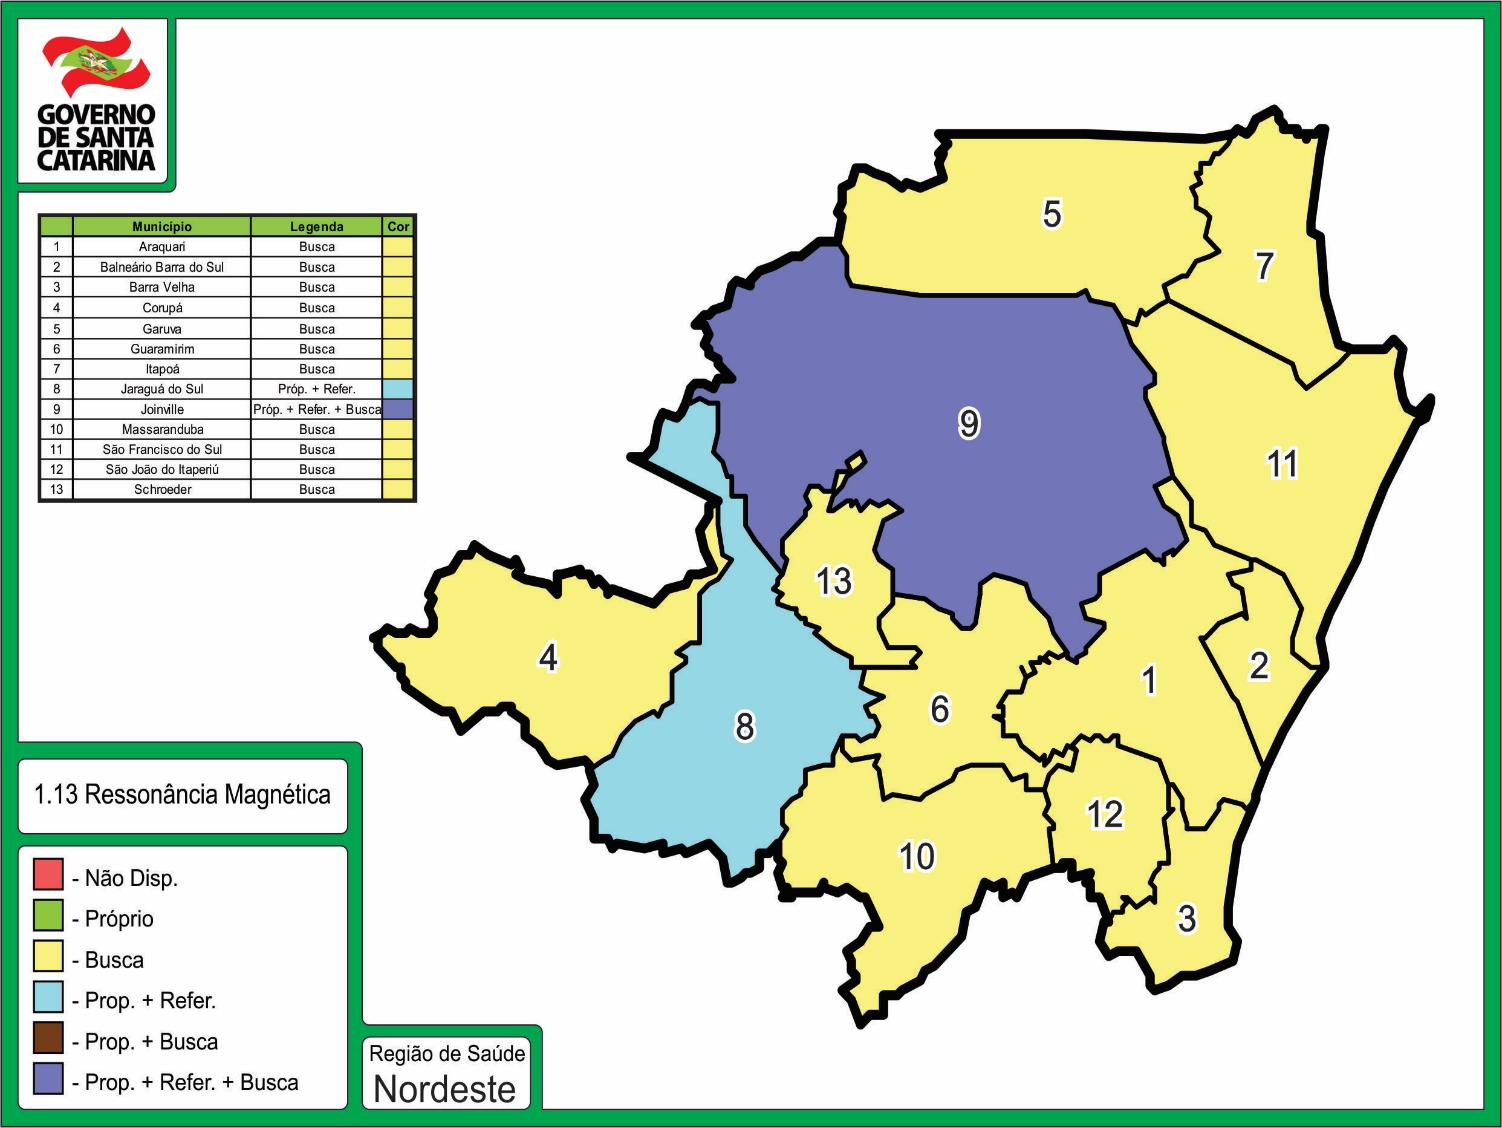 GOVERNO
DE SANTA
CATARINA
Município Legenda Cor
1 Araquari Busca
2 Balneário Barra do Sul Busca
3 Barra Velha Busca
4 Corupá Busca
5 Garuva Busca
6 Guaramirim Busca
7 Itapoá Busca
8 Jaraguá do Sul Próp. + Refer.
9 Joinville Próp. + Refer. + Busca
10 Massaranduba Busca
11 São Francisco do Sul Busca
12 São João do Itaperiú Busca
13 Schroeder Busca
5
7
9
11
13
4
2
1
6
8
12
10
3
1.13 Ressonância Magnética
- Não Disp.
- Próprio
- Busca
- Prop. + Refer.
- Prop. + Busca
- Prop. + Refer. + Busca
Região de Saúde
Nordeste